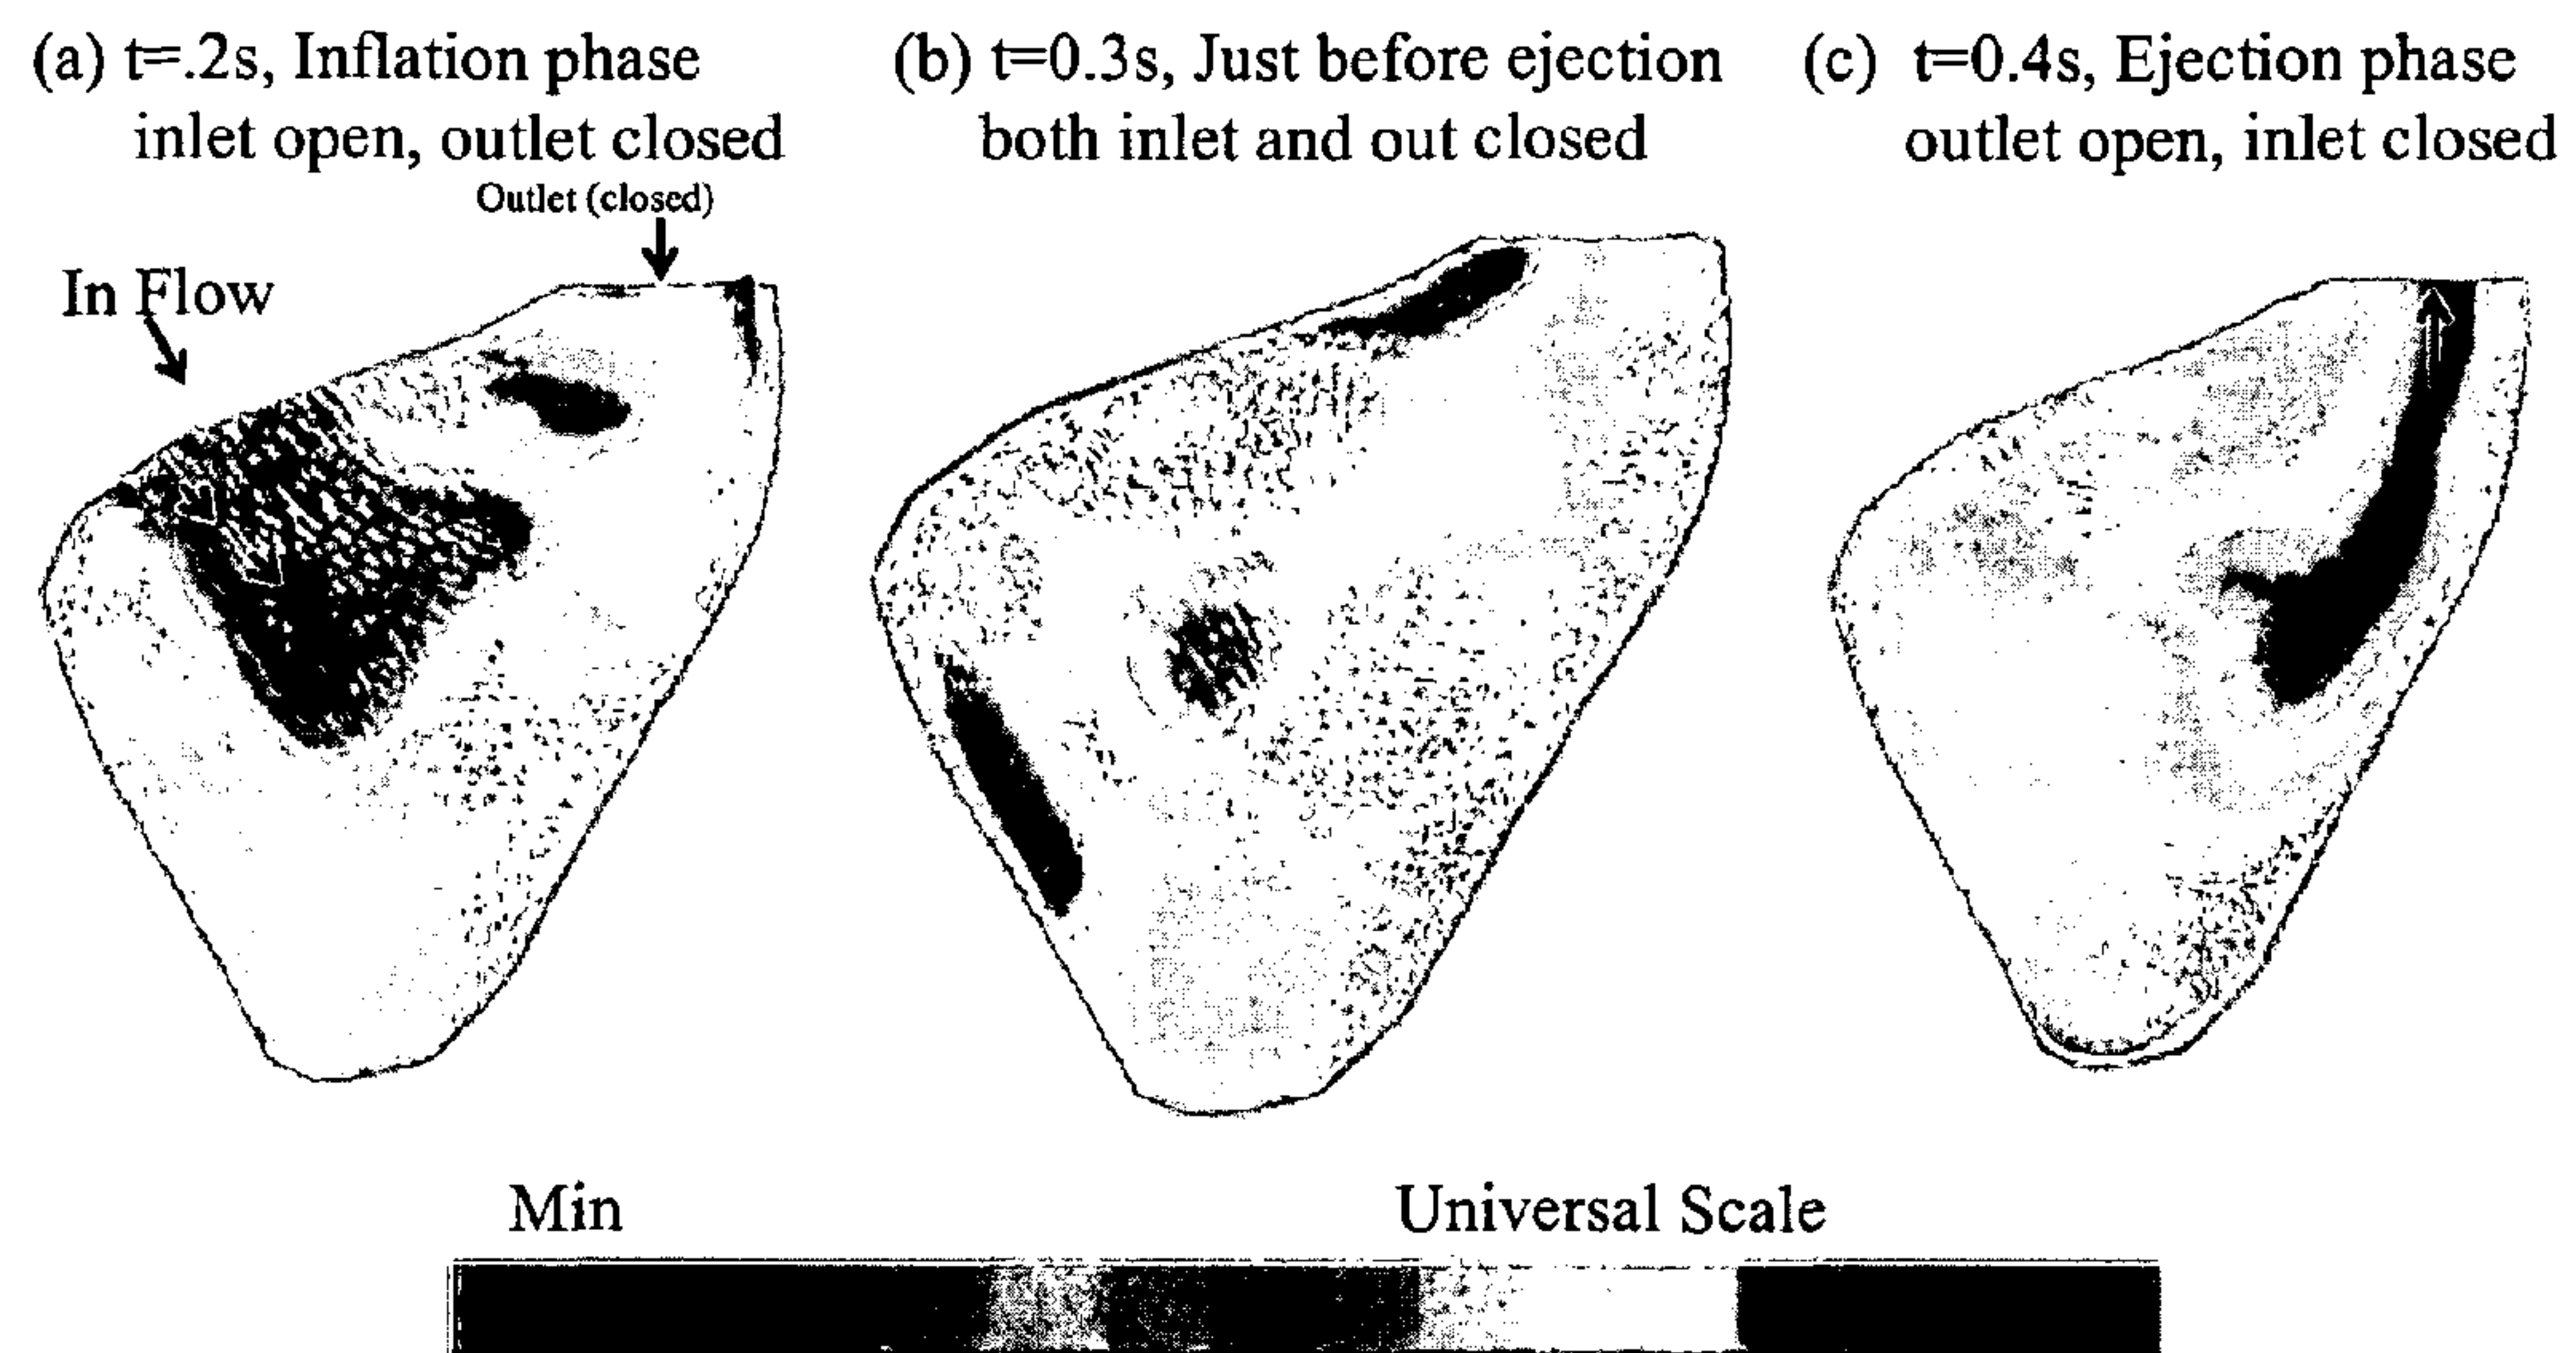 (a) t=.2s, Inflation phase
inlet open, outlet closed
Outlet (closed)
In Flow
(b) t=0.3s, Just before ejection
both inlet and out closed
(c) t=0.4s, Ejection phase
outlet open, inlet closed
Min
Universal Scale